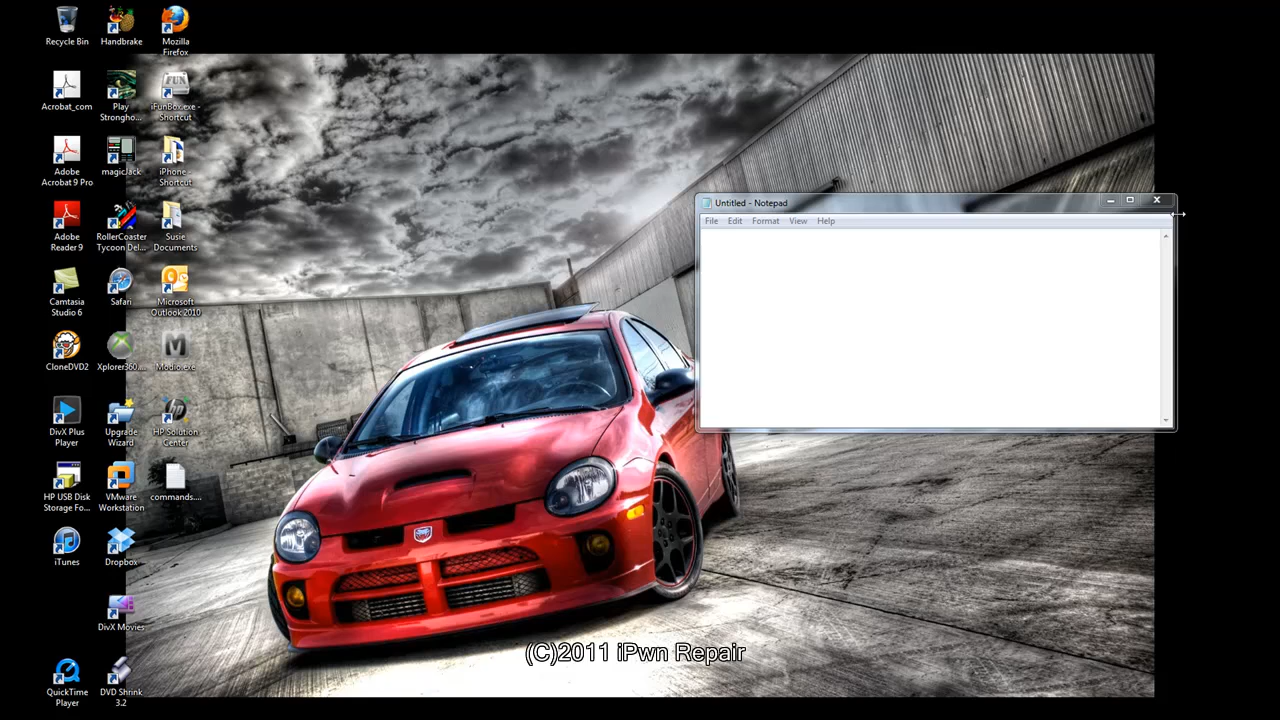 Recycle Bin
Handbrake
Mozilla
Firefox
Acrobat_com
Play
Strongho...
FUN
iFunBox.exe -
Shortcut
Adobe
Acrobat 9 Pro
magicJack
iPhone -
Shortcut
Adobe
Reader 9
RollerCoaster
Tycoon Del...
Susie
Documents
Camtasia
Studio 6
Safari
Microsoft
Outlook 2010
CloneDVD2
Xplorer360....
M
Modio.exe
DivX Plus
Player
Upgrade
Wizard
hp
HP Solution
Center
HP USB Disk
Storage Fo...
VMware
Workstation
commands....
iTunes
Dropbox
DivX Movies
QuickTime
Player
DVD Shrink
3.2
Untitled - Notepad
File Edit Format View Help
(C)2011 iPwn Repair